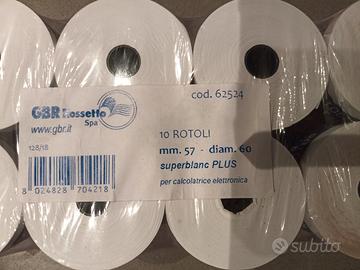 cod. 62524
GBR Rossetto
Spa
www.gbr.it
10 ROTOLI
128/18
mm. 57 - diam. 60
superblanc PLUS
per calcolatrice elettronica
8 024828 704218
subito